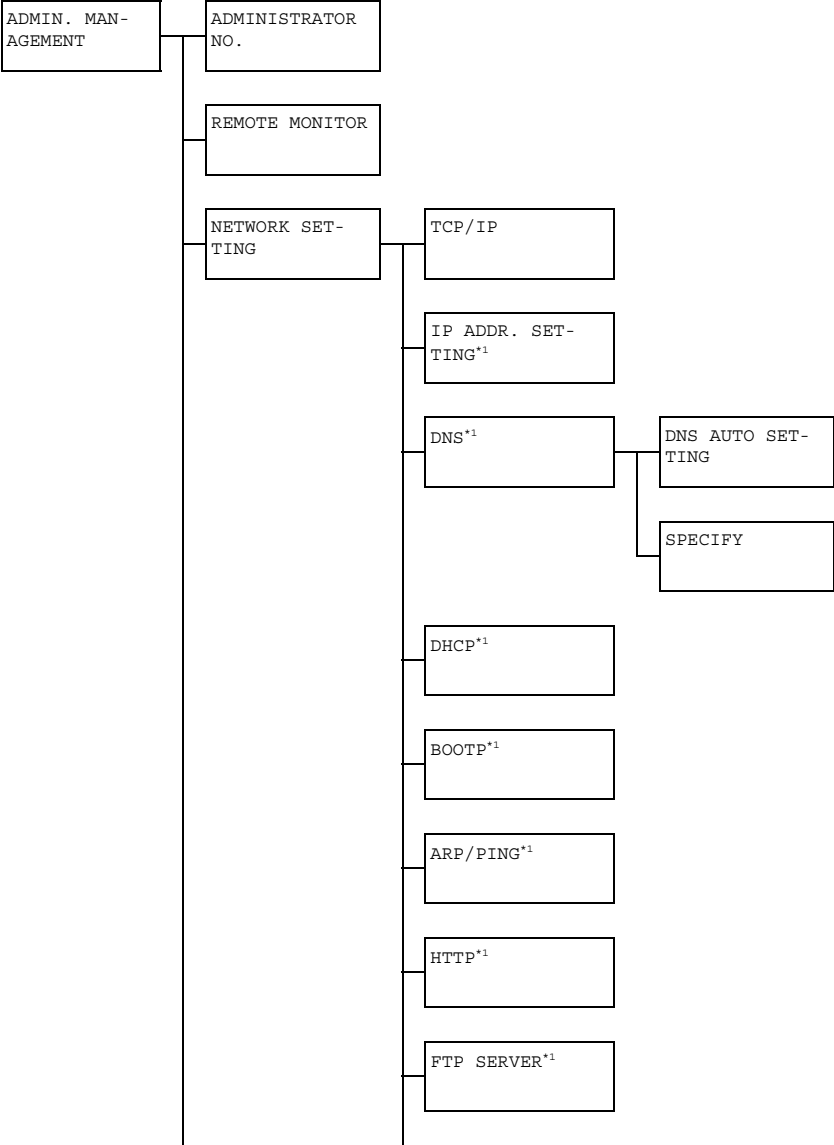 ADMIN. MAN-
AGEMENT
ADMINISTRATOR
NO.
REMOTE MONITOR
NETWORK SET-
TING
TCP/IP
IP ADDR. SET-
TING*1
DNS*1
DNS AUTO SET-
TING
SPECIFY
DHCP*1
BOOTP*1
ARP/PING*1
HTTP*1
FTP SERVER*1